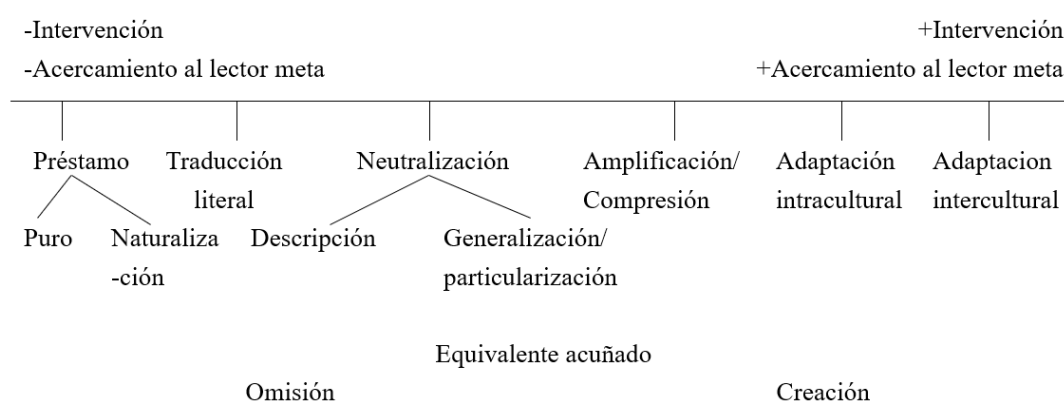 -Intervención +Intervención
-Acercamiento al lector meta +Acercamiento al lector meta
Préstamo Traducción literal Neutralización Amplificación/ Compresión Adaptación intracultural Adaptacion intercultural
Puro Naturaliza -ción Descripción Generalización/ particularización
Equivalente acuñado
Omisión Creación